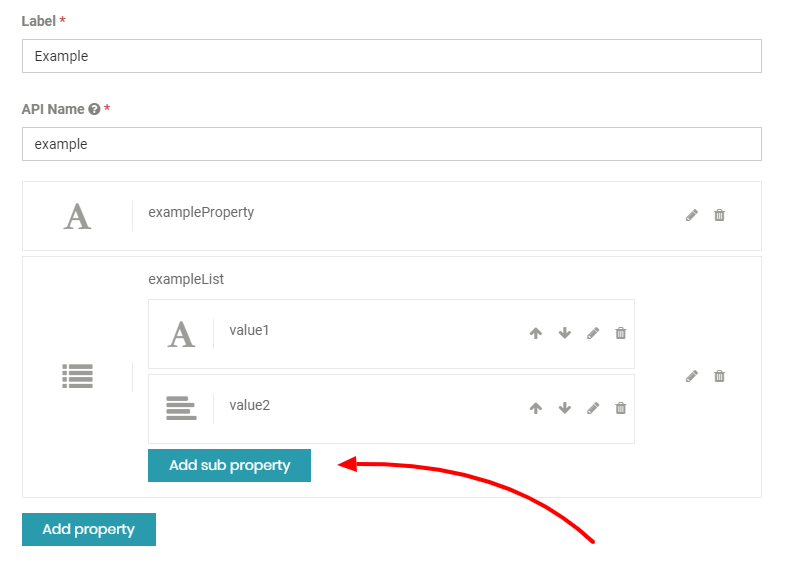 Label *
Example
API Name *
example
A exampleProperty
exampleList
A value1
value2
Add sub property
Add property